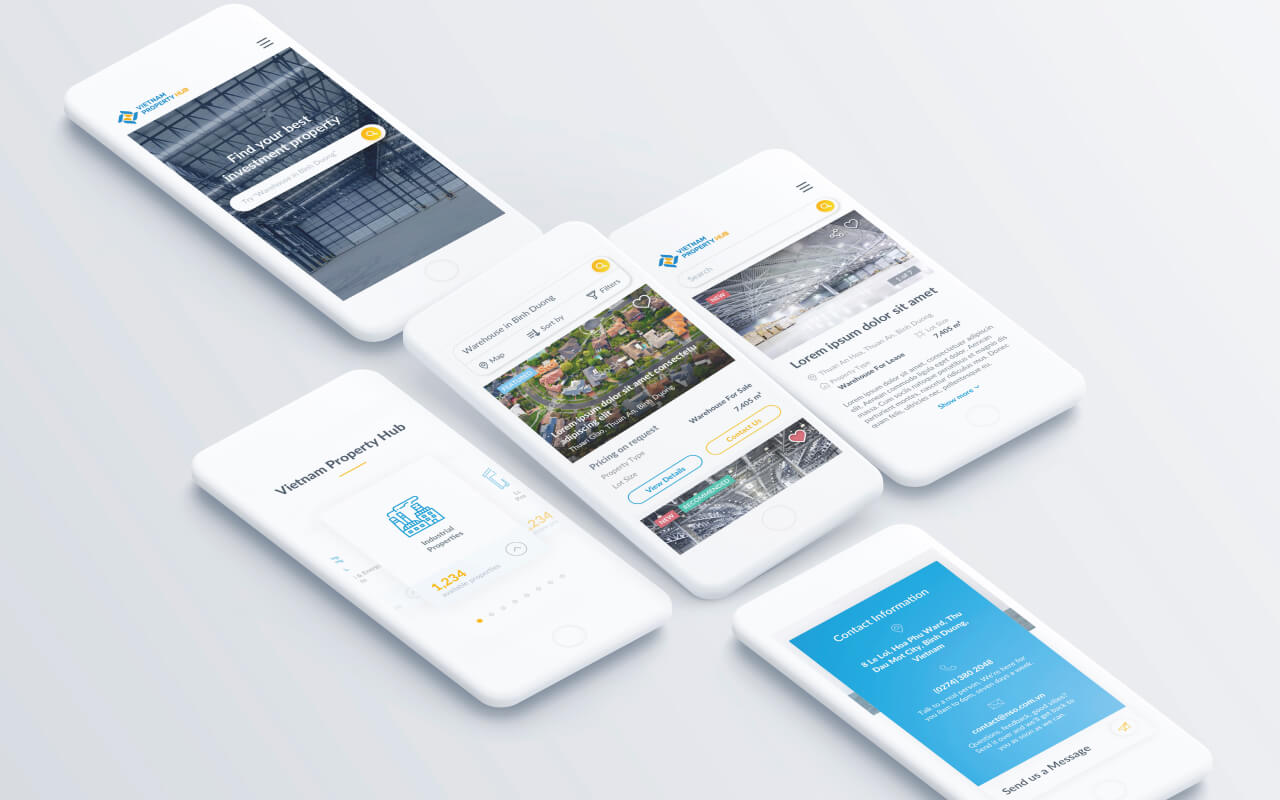 VIETNAM
PROPERTY HUB
Find your best
investment property
Try "Warehouse in Binh Duong"
Vietnam Property Hub
Industrial
Properties
1,234
available properties
& Energy
234
Warehouse in Binh Duong
Map
Sort by
Filters
FEATURED
Lorem ipsum dolor sit amet consectetu
adipiscing elit
Thuan Giao, Thuan An, Binh Duong
Pricing on request
Property Type
Warehouse For Sale
Lot Size
7,405 m²
View Details
Contact Us
NEW
RECOMMENDED
VIETNAM
PROPERTY HUB
Search
NEW
1 of 7
Lorem ipsum dolor sit amet
Thuan An Hoa, Thuan An, Binh Duong
Property Type
Warehouse For Lease
Lot Size
7,405 m²
Lorem ipsum dolor sit amet, consectetuer adipiscin
elit. Aenean commodo ligula eget dolor. Aenean
massa. Cum sociis natoque penatibus et magnis dis
parturient montes, nascetur ridiculus mus. Donec
quam felis, ultricies nec, pellentesque eu.
Show more
Contact Information
8 Le Loi, Hoa Phu Ward, Thu
Dau Mot City, Binh Duong,
Vietnam
(0274) 380 2048
Talk to a real person. We're here for
you 8am to 6pm, seven days a week.
contact@nso.com.vn
Questions, feedback, good vibes?
Send it over and we'll get back to
you as soon as we can.
Send us a Message